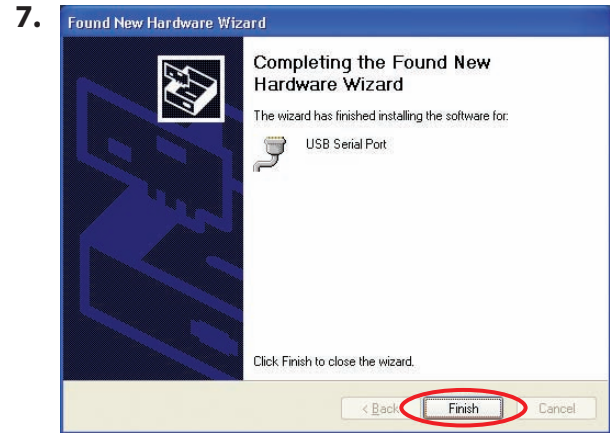 7.
Found New Hardware Wizard
Completing the Found New
Hardware Wizard
The wizard has finished installing the software for:
USB Serial Port
Click Finish to close the wizard.
< Back Finish Cancel